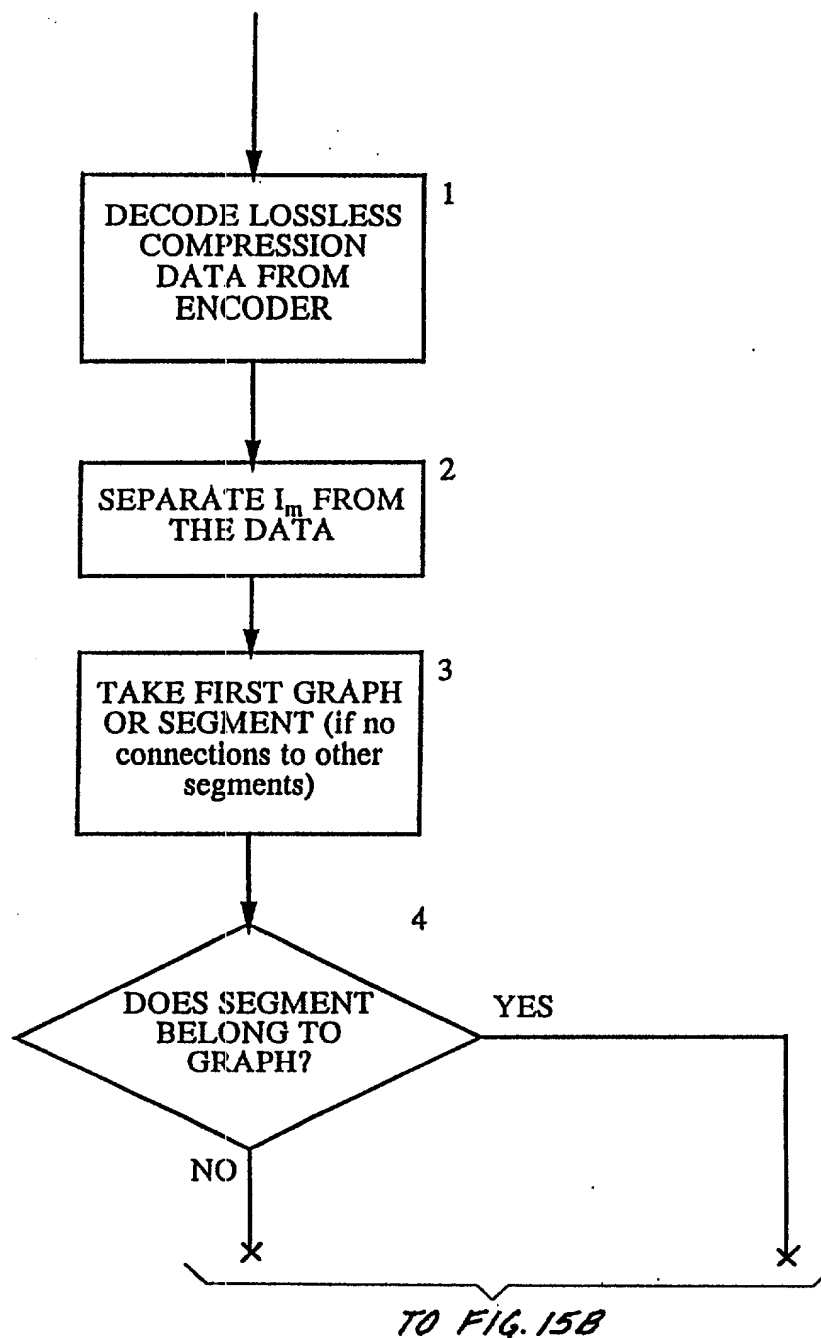 1
DECODE LOSSLESS
COMPRESSION
DATA FROM
ENCODER
2
SEPARATE Iₘ FROM
THE DATA
3
TAKE FIRST GRAPH
OR SEGMENT (if no
connections to other
segments)
4
DOES SEGMENT
BELONG TO
GRAPH?
YES
NO
TO FIG. 15B